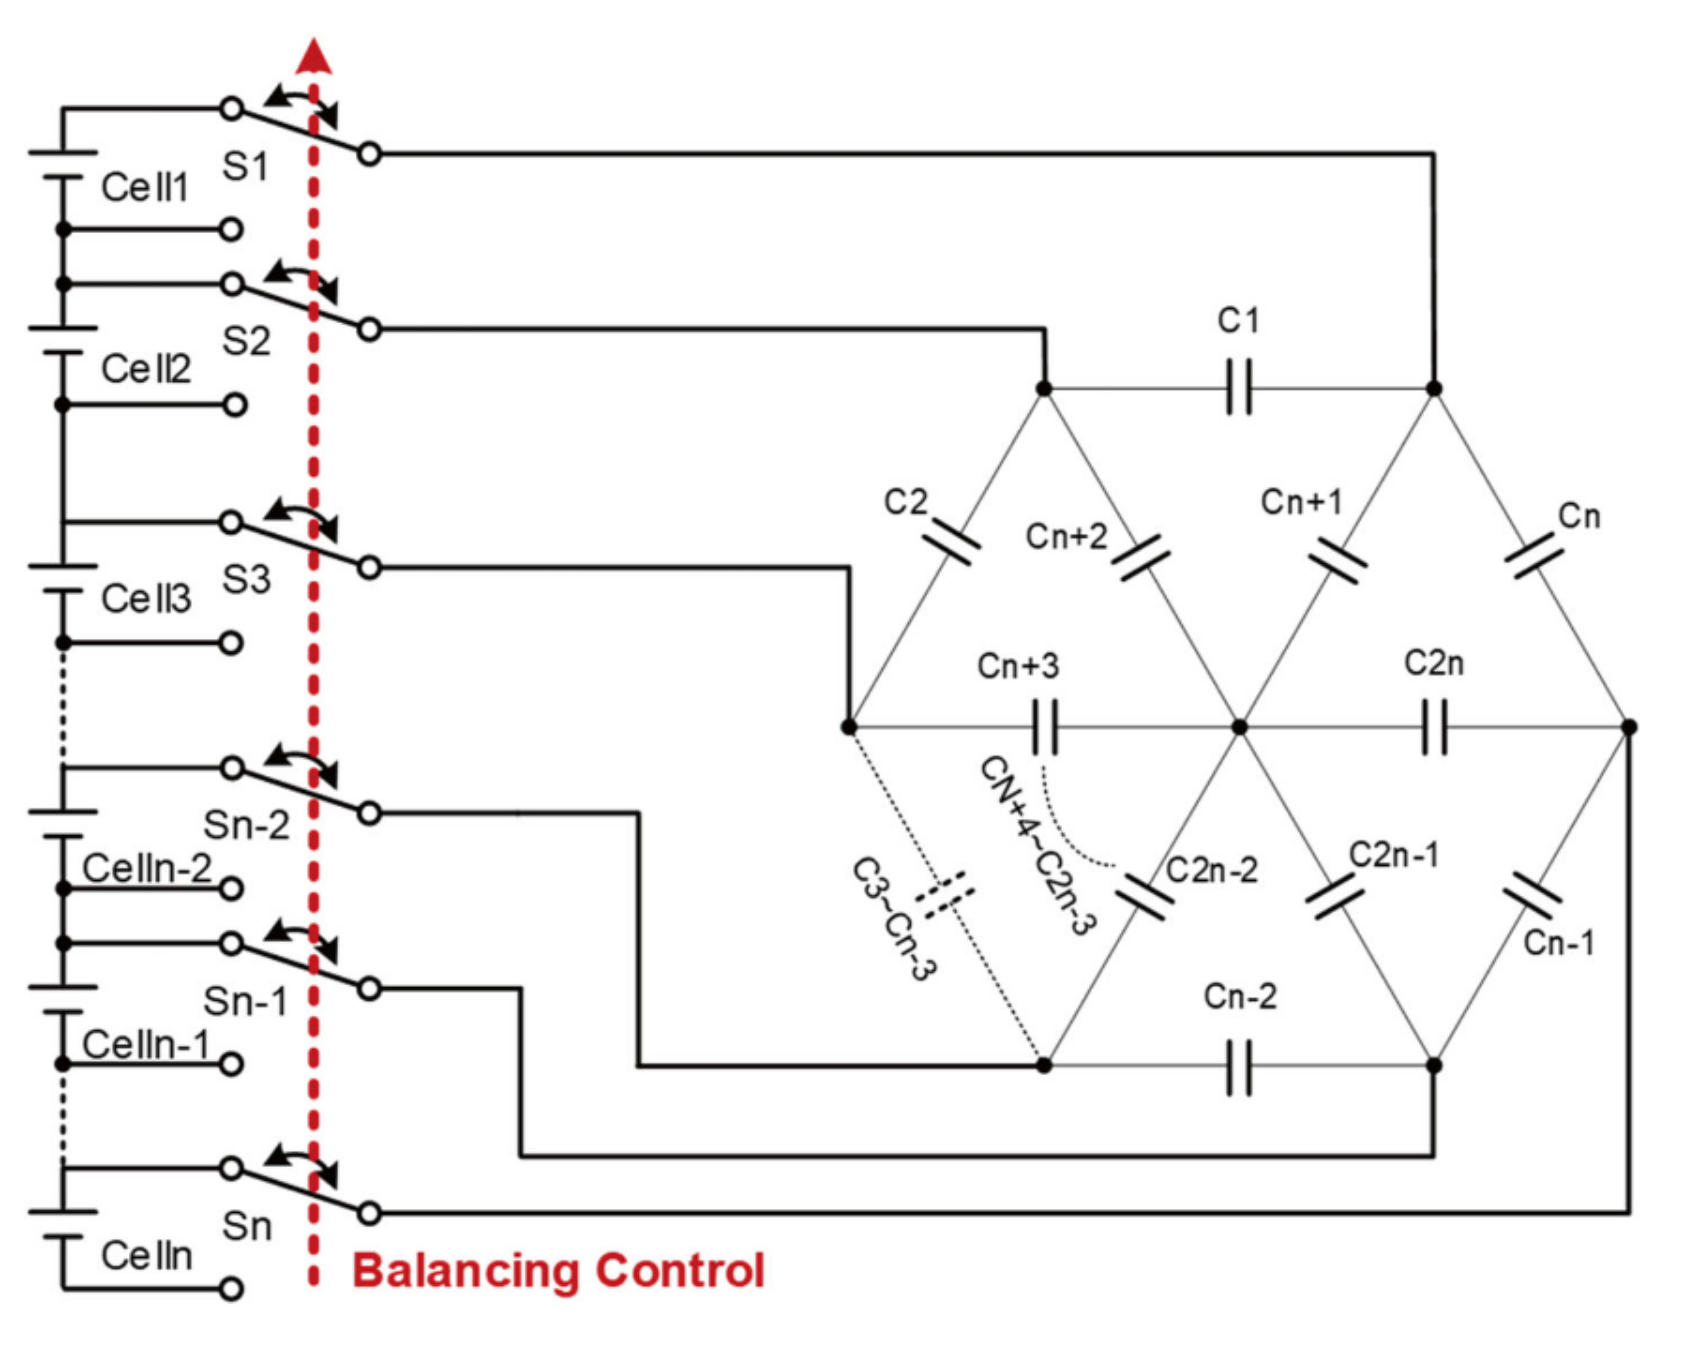 S1
Cell1
S2
Cell2
C1
C2
Cn+2
Cn+1
Cn
S3
Cell3
Cn+3
C2n
Sn-2
Celln-2
C3~Cn-3
CN+4~C2n-3
C2n-2
C2n-1
Cn-1
Sn-1
Celln-1
Cn-2
Sn
Celln
Balancing Control